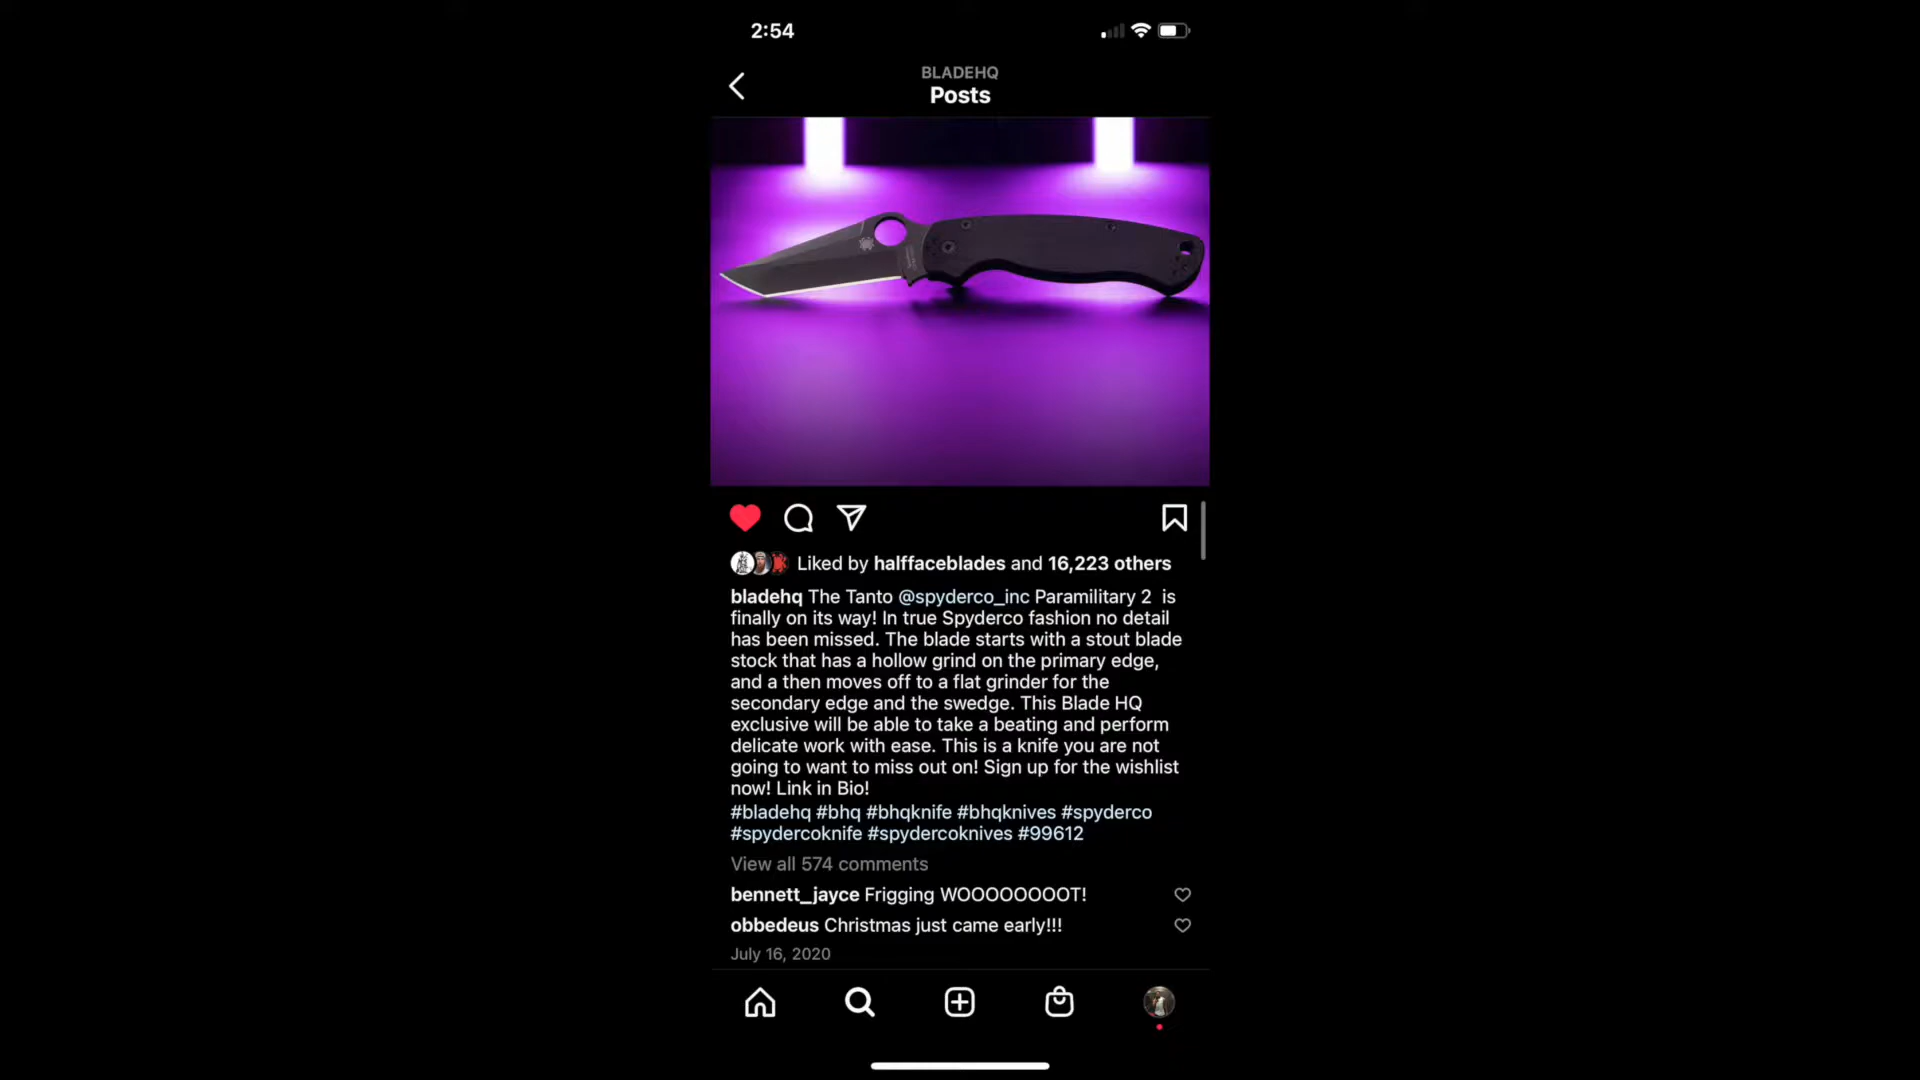 2:54
BLADEHQ
Posts
Liked by halffaceblades and 16,223 others
bladehq The Tanto @spyderco_inc Paramilitary 2 is
finally on its way! In true Spyderco fashion no detail
has been missed. The blade starts with a stout blade
stock that has a hollow grind on the primary edge,
and a then moves off to a flat grinder for the
secondary edge and the swedge. This Blade HQ
exclusive will be able to take a beating and perform
delicate work with ease. This is a knife you are not
going to want to miss out on! Sign up for the wishlist
now! Link in Bio!
#bladehq #bhq #bhqknife #bhqknives #spyderco
#spydercoknife #spydercoknives #99612
View all 574 comments
bennett_jayce Frigging WOOOOOOOOT!
obbedeus Christmas just came early!!!
July 16, 2020